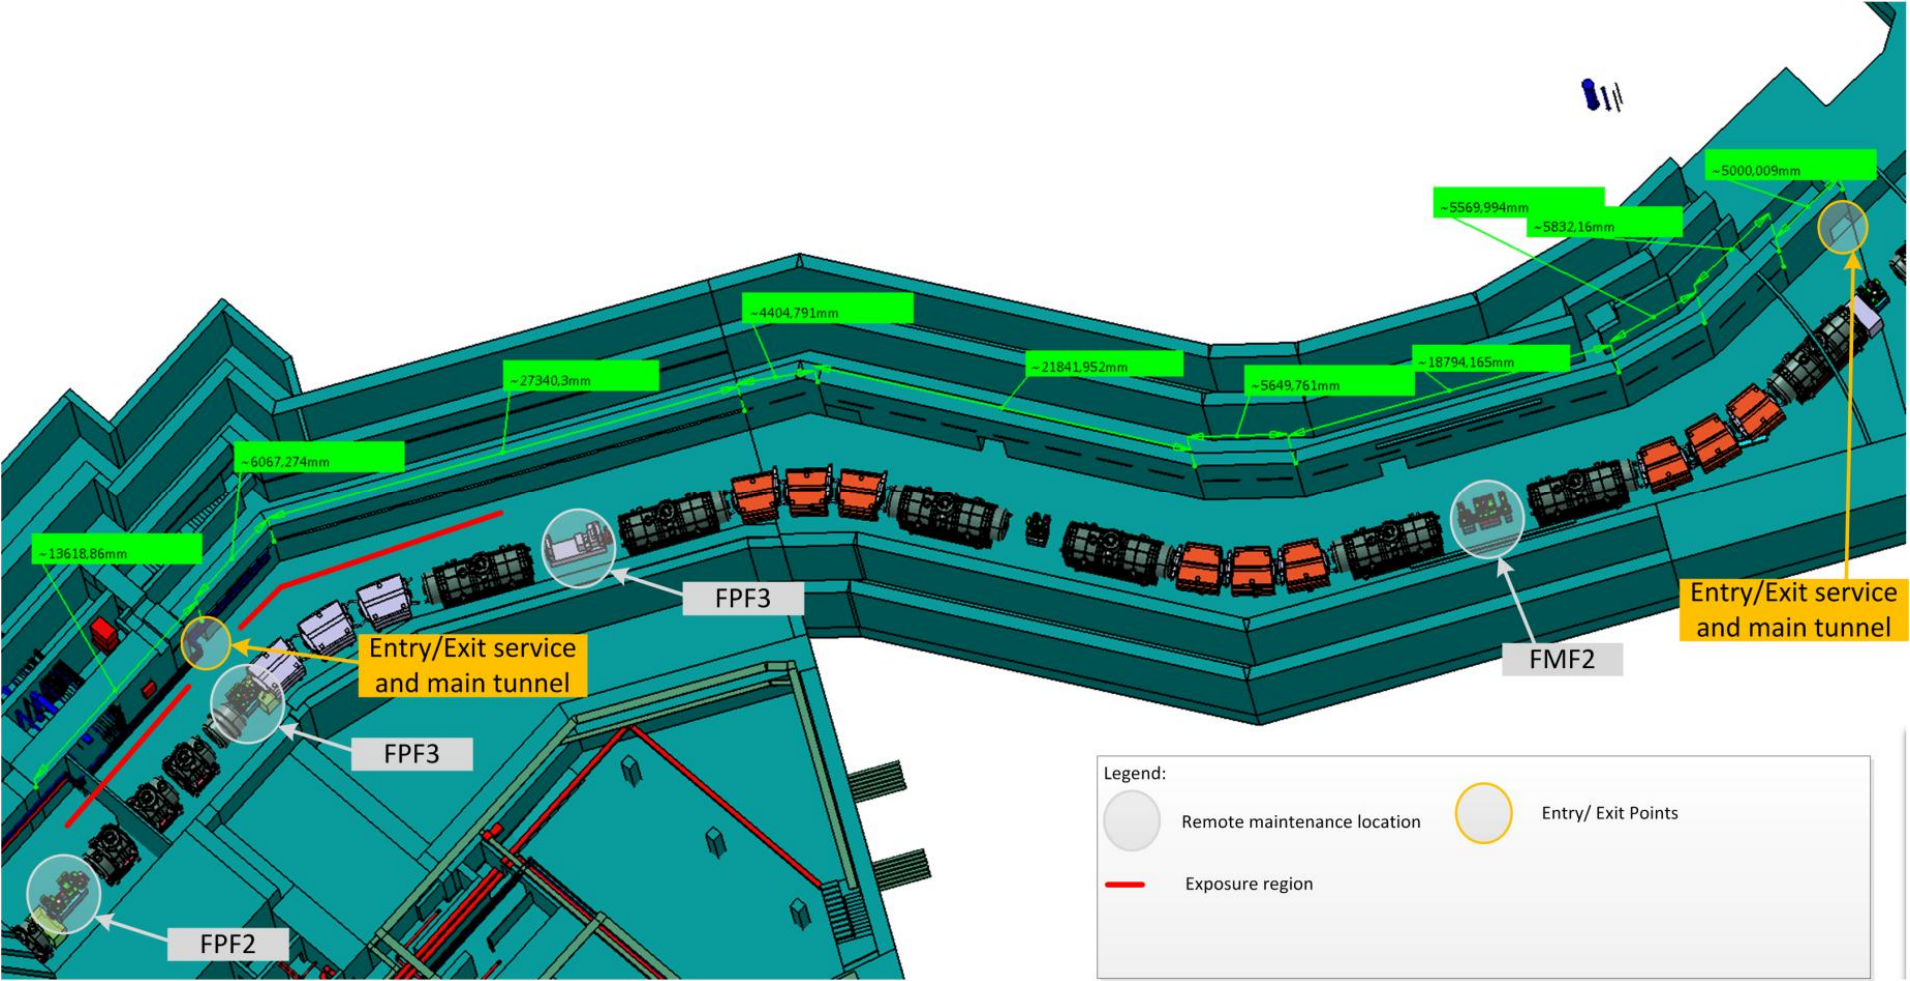 ~5000,009mm
~5569,994mm
~5832,16mm
~4404,791mm
~21841,952mm
~18794,165mm
~27340,3mm
~5649,761mm
~6067,274mm
~13618,86mm
FPF3
Entry/Exit service
and main tunnel
Entry/Exit service
and main tunnel
FMF2
FPF3
FPF2
Legend:
Remote maintenance location
Entry/ Exit Points
Exposure region